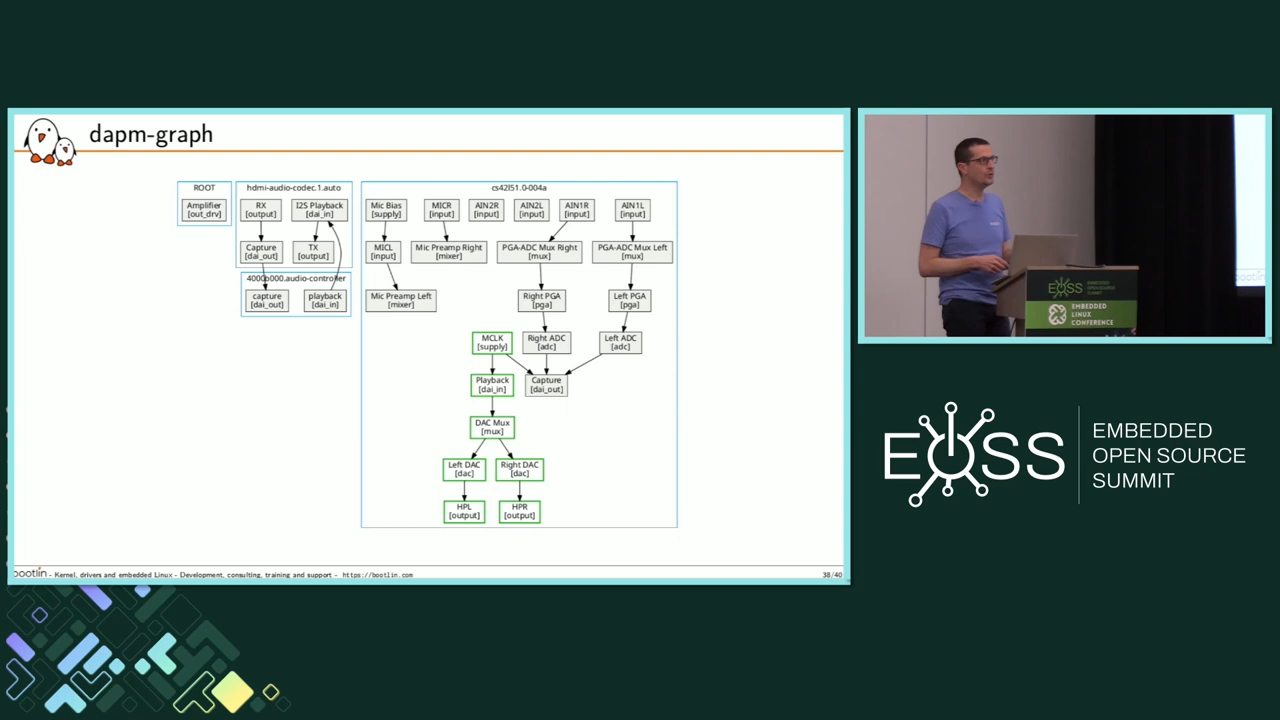 dapm-graph
ROOT
Amplifier
[out_drv]
hdmi-audio-codec.1.auto
RX
[output]
I2S Playback
[dai_in]
Capture
[dai_out]
TX
[output]
4000b000.audio-controller
capture
[dai_out]
playback
[dai_in]
cs42l51.0-004a
Mic Bias
[supply]
MICR
[input]
AIN2R
[input]
AIN2L
[input]
AIN1R
[input]
AIN1L
[input]
MICL
[input]
Mic Preamp Right
[mixer]
PGA-ADC Mux Right
[mux]
PGA-ADC Mux Left
[mux]
Mic Preamp Left
[mixer]
Right PGA
[pga]
Left PGA
[pga]
MCLK
[supply]
Right ADC
[adc]
Left ADC
[adc]
Playback
[dai_in]
Capture
[dai_out]
DAC Mux
[mux]
Left DAC
[dac]
Right DAC
[dac]
HPL
[output]
HPR
[output]
bootlin - Kernel, drivers and embedded Linux - Development, consulting, training and support - https://bootlin.com
38/40
EOSS
EMBEDDED
LINUX
CONFERENCE
EOSS
EMBEDDED
OPEN SOURCE
SUMMIT